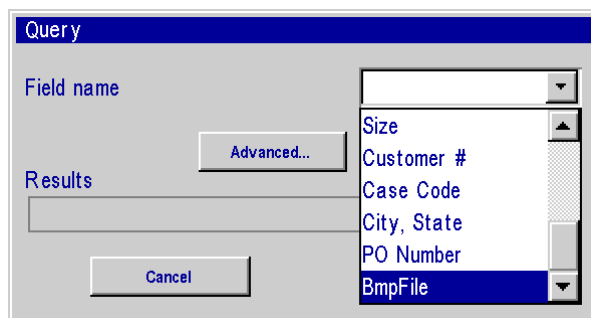 Query
Field name
Size
Advanced...
Customer #
Results
Case Code
City, State
PO Number
Cancel
BmpFile